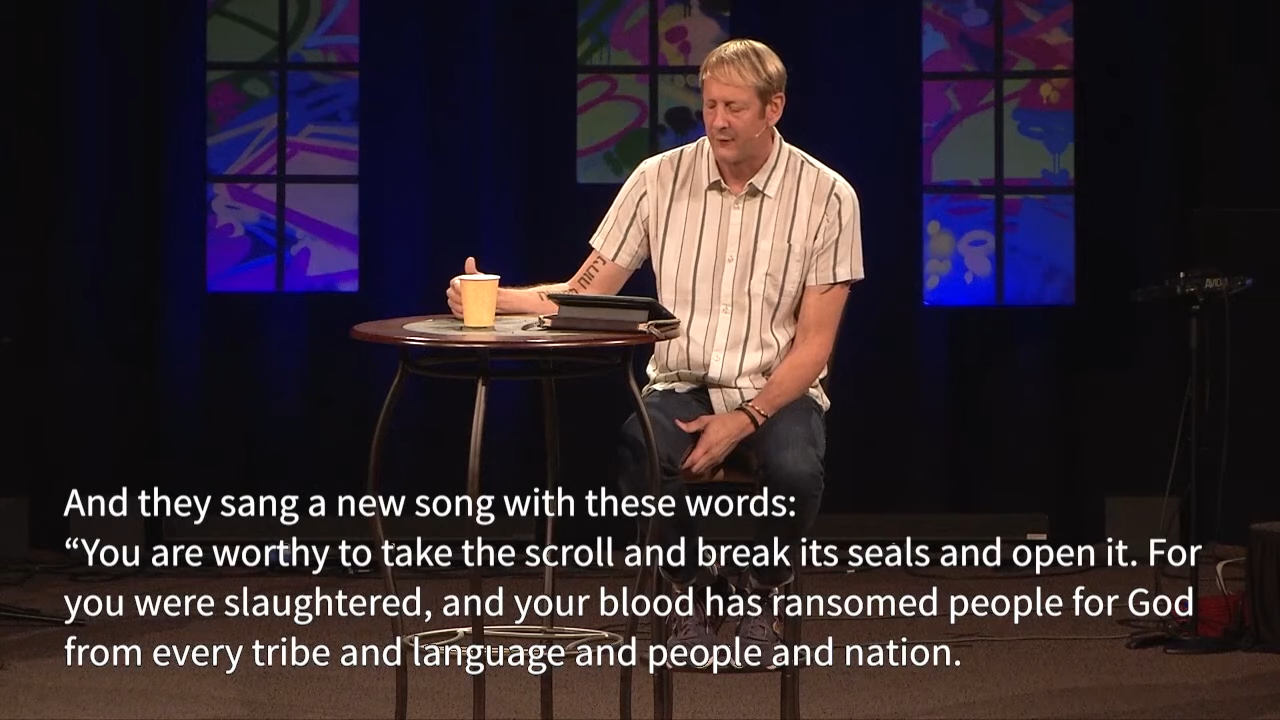 And they sang a new song with these words:
“You are worthy to take the scroll and break its seals and open it. For
you were slaughtered, and your blood has ransomed people for God
from every tribe and language and people and nation.